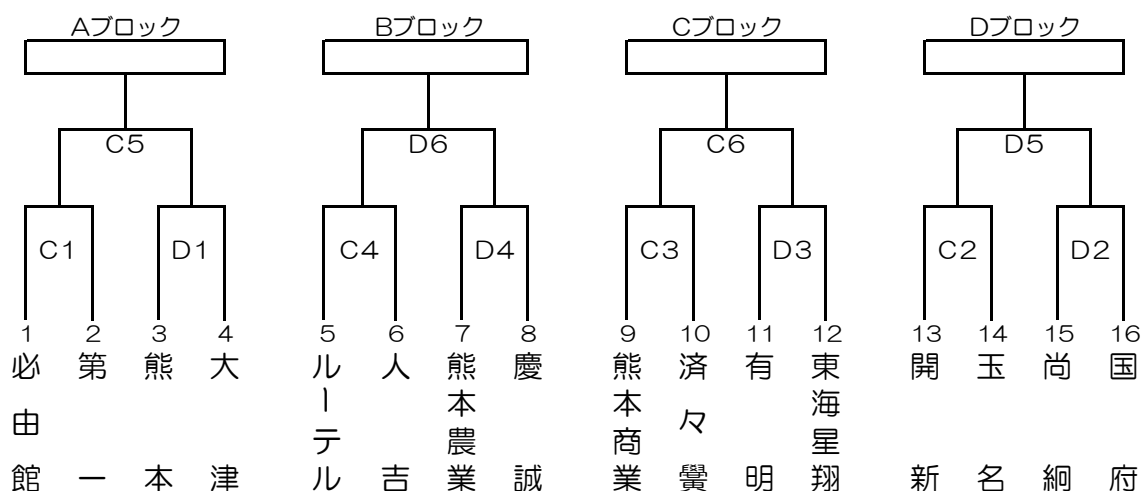 Aブロック
Bブロック
Cブロック
Dブロック
C5
D6
C6
D5
C1
D1
C4
D4
C3
D3
C2
D2
1
2
3
4
5
6
7
8
9
10
11
12
13
14
15
16
必由館
第一
熊本
大津
ルーテル
人吉
熊本農業
慶誠
熊本商業
済々黌
有明
東海星翔
開新
玉名
尚絅
国府